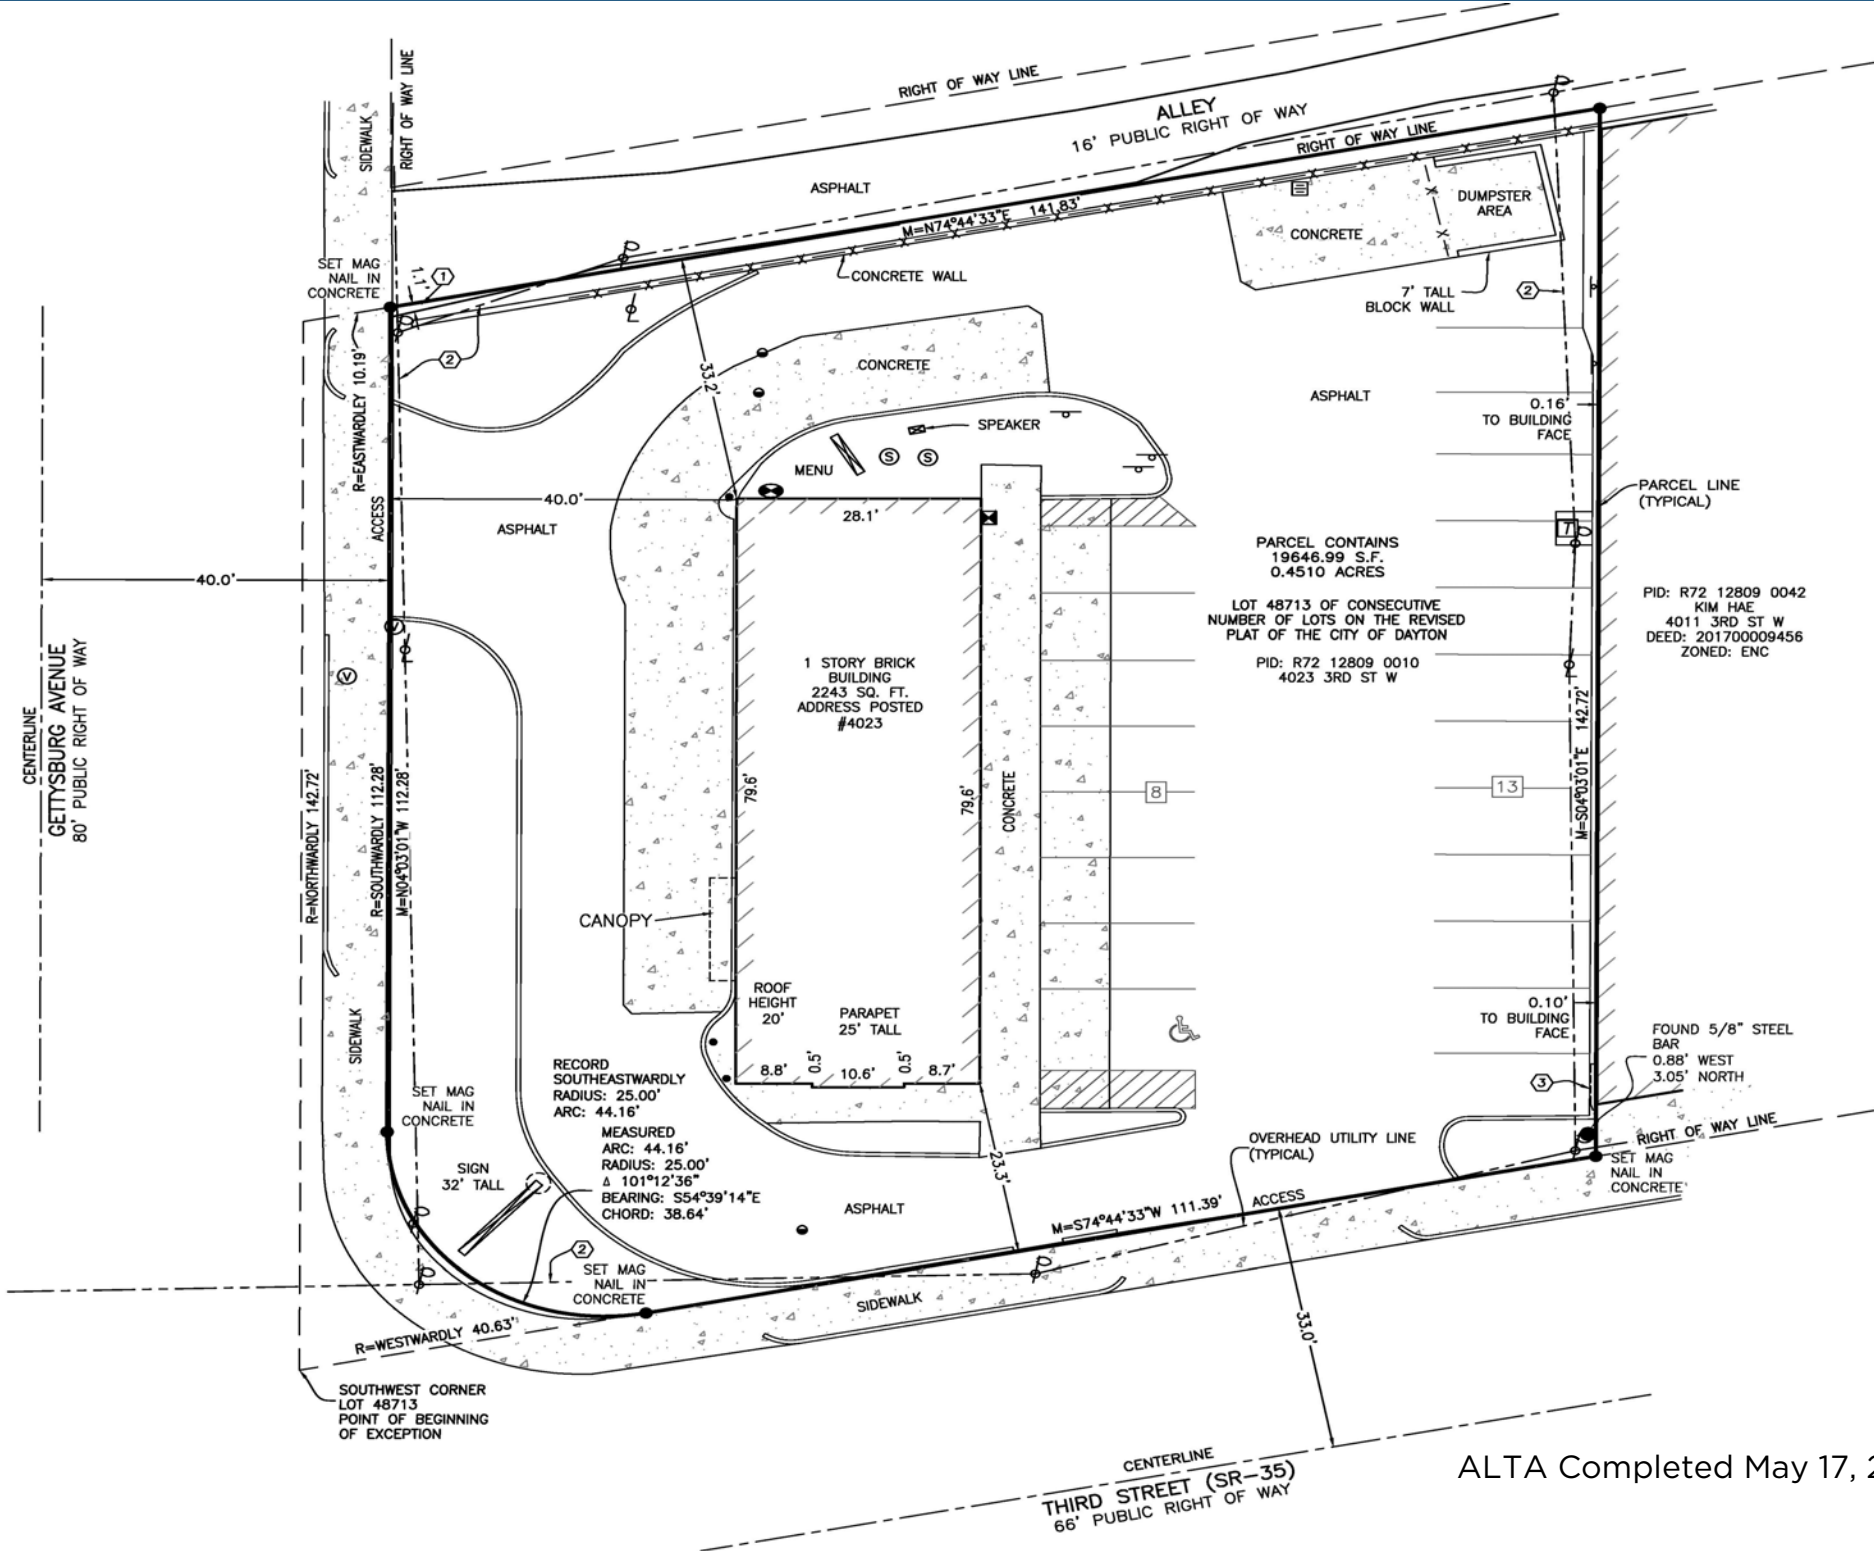 RIGHT OF WAY LINE
ALLEY
16' PUBLIC RIGHT OF WAY
RIGHT OF WAY LINE
RIGHT OF WAY LINE
SIDEWALK
ASPHALT
M=N74°44'33"E 141.83'
DUMPSTER
AREA
CONCRETE
SET MAG
NAIL IN
CONCRETE
1.1'
1
CONCRETE WALL
7' TALL
BLOCK WALL
2
2
R=EASTWARDLEY 10.19'
33.2'
CONCRETE
ASPHALT
0.16'
TO BUILDING
FACE
SPEAKER
MENU
S
S
PARCEL LINE
(TYPICAL)
ACCESS
40.0'
ASPHALT
28.1'
T
40.0'
PARCEL CONTAINS
19646.99 S.F.
0.4510 ACRES
LOT 48713 OF CONSECUTIVE
NUMBER OF LOTS ON THE REVISED
PLAT OF THE CITY OF DAYTON
PID: R72 12809 0010
4023 3RD ST W
PID: R72 12809 0042
KIM HAE
4011 3RD ST W
DEED: 201700009456
ZONED: ENC
V
V
1 STORY BRICK
BUILDING
2243 SQ. FT.
ADDRESS POSTED
#4023
CENTERLINE
GETTYSBURG AVENUE
80' PUBLIC RIGHT OF WAY
R=NORTHWARDLY 142.72'
R=SOUTHWARDLY 112.28'
M=N04°03'01"W 112.28'
79.6'
79.6'
CONCRETE
8
13
M=S04°03'01"E 142.72'
CANOPY
ROOF
HEIGHT
20'
PARAPET
25' TALL
0.10'
TO BUILDING
FACE
FOUND 5/8" STEEL
BAR
0.88' WEST
3.05' NORTH
SIDEWALK
8.8'
0.5'
10.6'
0.5'
8.7'
3
RECORD
SOUTHEASTWARDLY
RADIUS: 25.00'
ARC: 44.16'
MEASURED
ARC: 44.16'
RADIUS: 25.00'
Δ 101°12'36"
BEARING: S54°39'14"E
CHORD: 38.64'
SET MAG
NAIL IN
CONCRETE
SIGN
32' TALL
23.3'
OVERHEAD UTILITY LINE
(TYPICAL)
RIGHT OF WAY LINE
SET MAG
NAIL IN
CONCRETE
ASPHALT
M=S74°44'33"W 111.39'
ACCESS
2
SET MAG
NAIL IN
CONCRETE
SIDEWALK
R=WESTWARDLY 40.63'
33.0'
SOUTHWEST CORNER
LOT 48713
POINT OF BEGINNING
OF EXCEPTION
CENTERLINE
THIRD STREET (SR-35)
66' PUBLIC RIGHT OF WAY
ALTA Completed May 17, 2